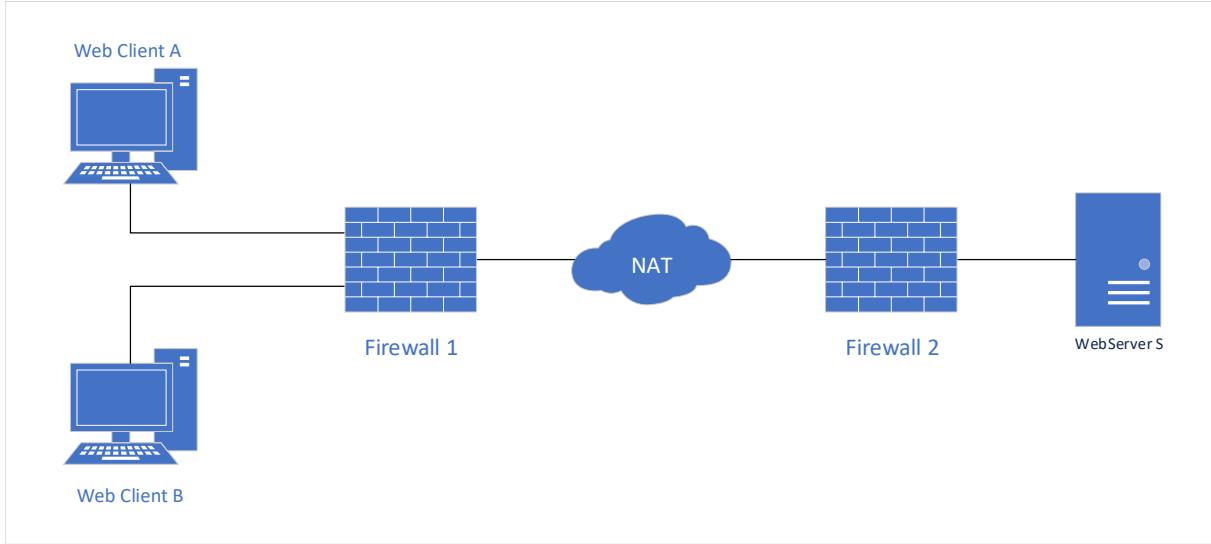 Web Client A
NAT
Firewall 1
Firewall 2
WebServer S
Web Client B